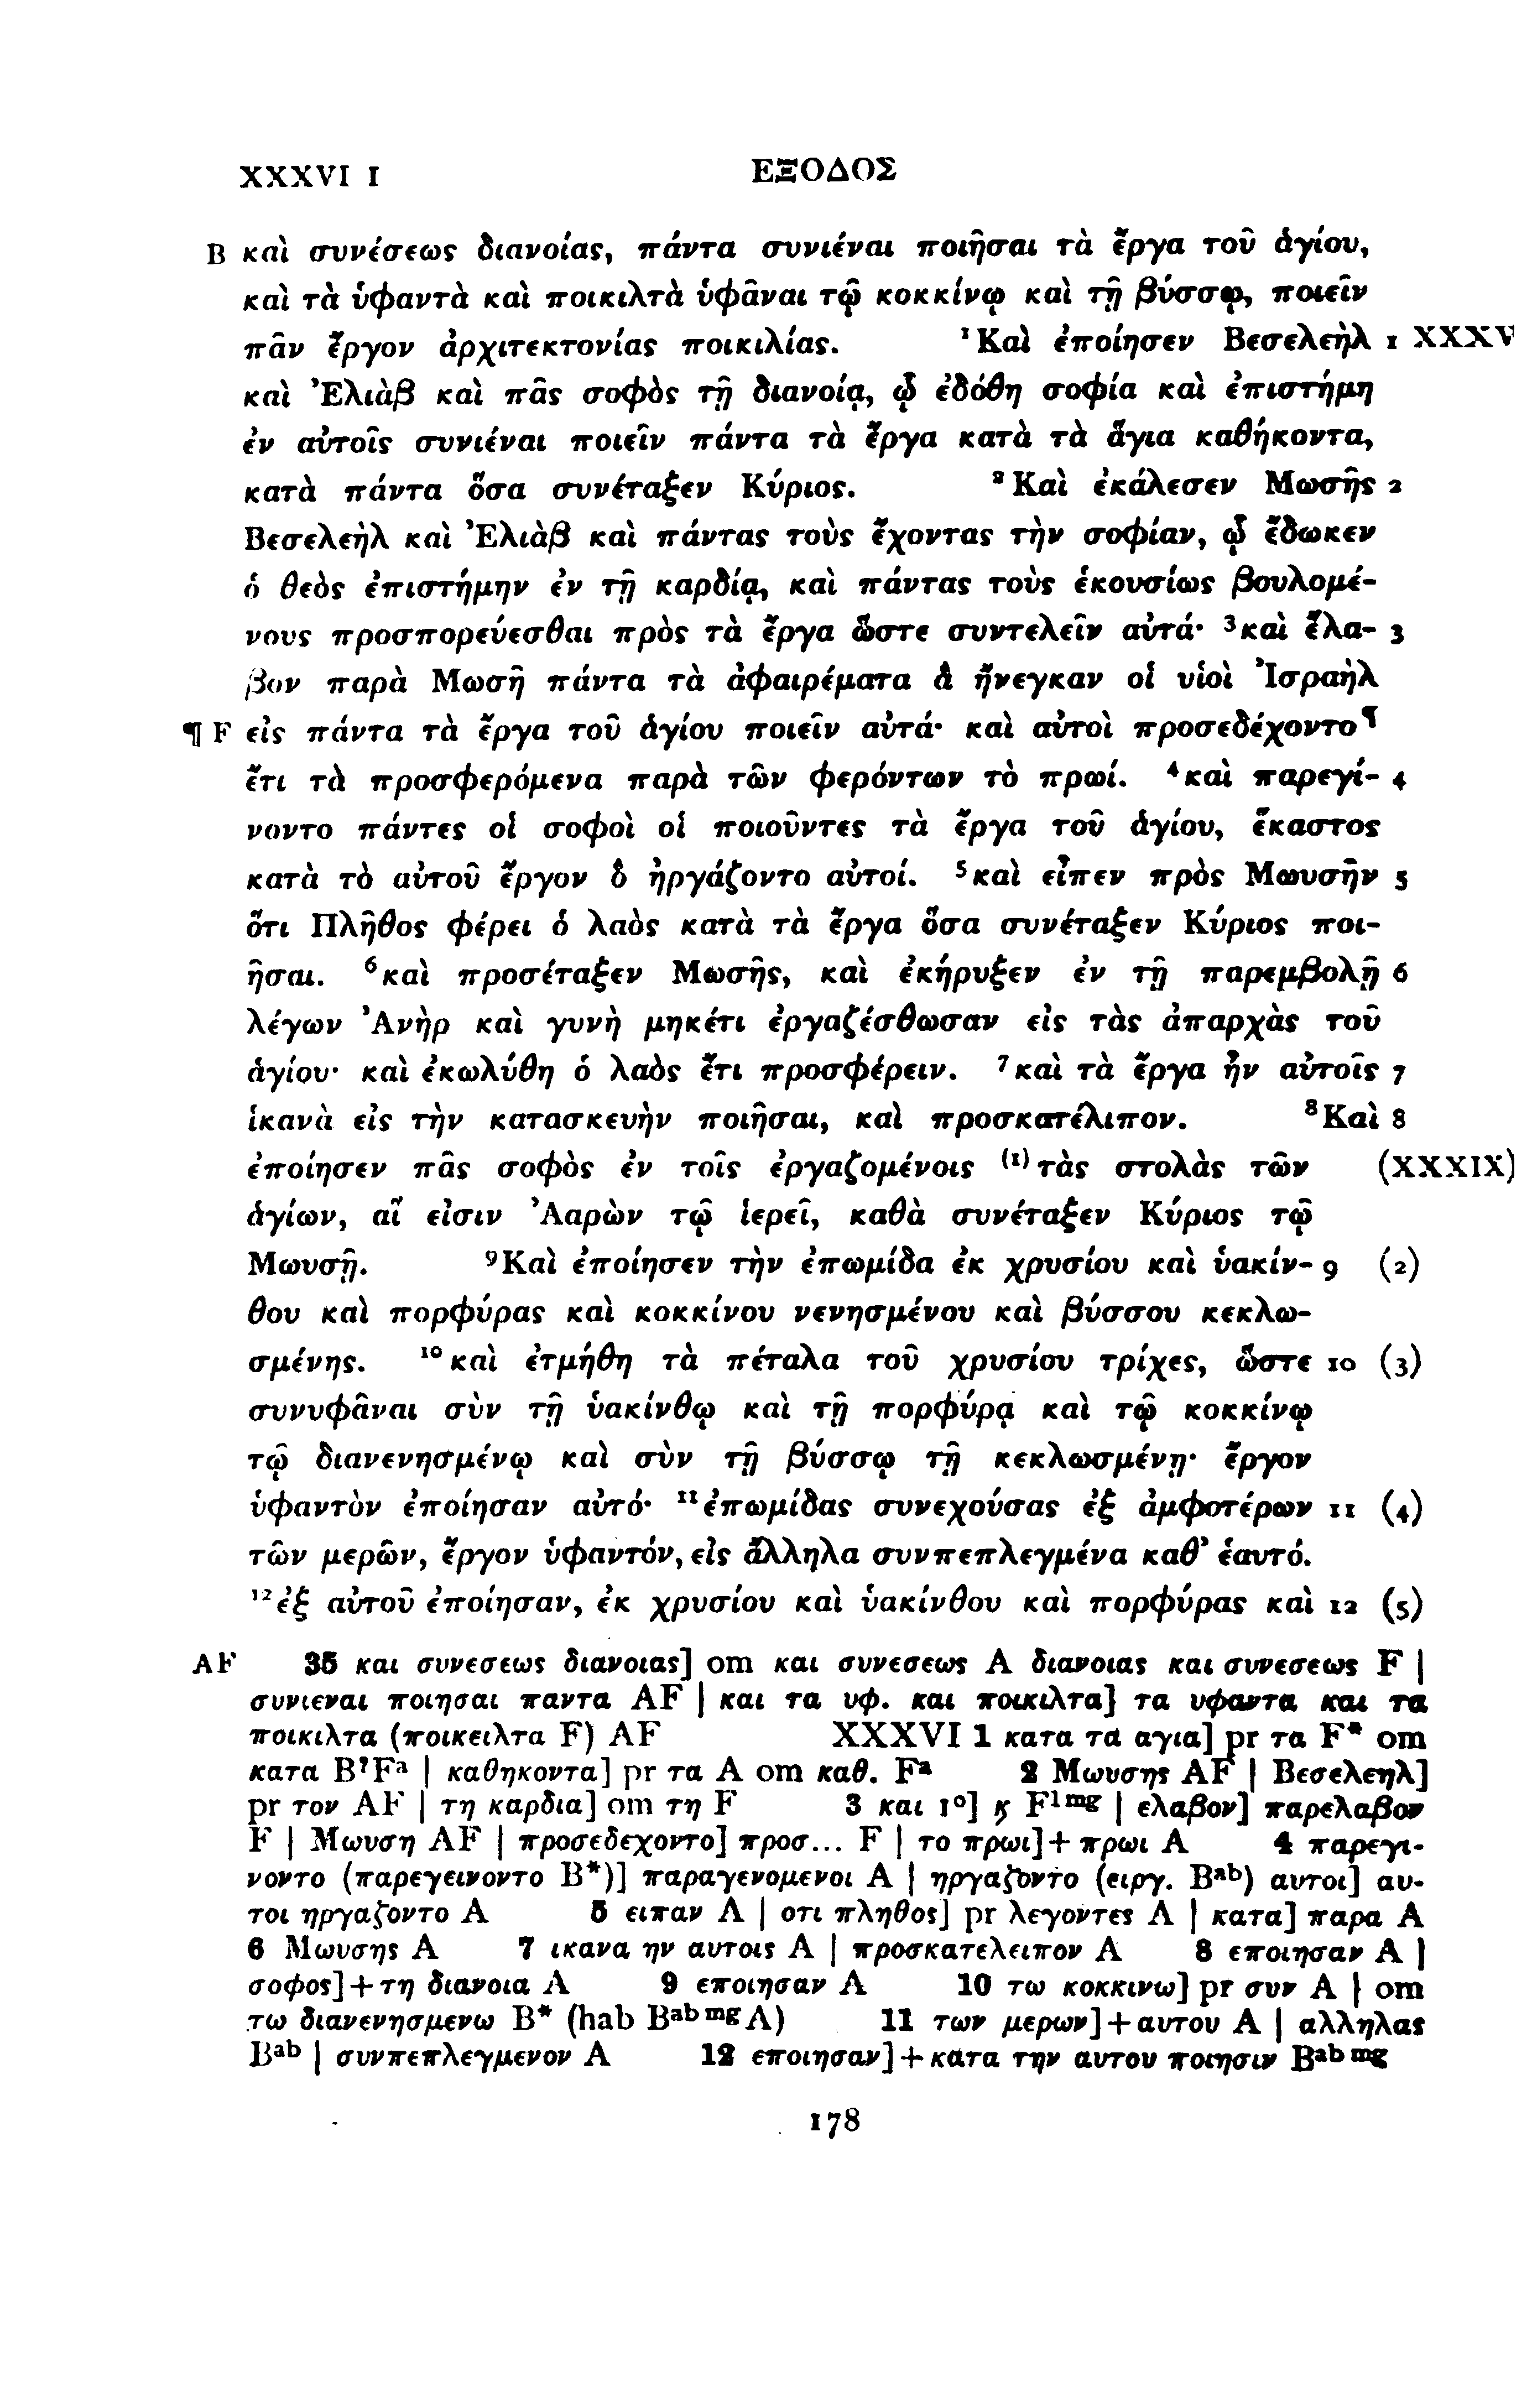 XXXVI 1 ΕΞΟΔΟΣ
B καὶ συνέσεως διανοίας, πάντα συνιέναι ποιῆσαι τὰ ἔργα τοῦ ἁγίου,
καὶ τὰ ὑφαντὰ καὶ ποικιλτὰ ὑφᾶναι τῷ κοκκίνῳ καὶ τῇ βύσσῳ, ποιεῖν
πᾶν ἔργον ἀρχιτεκτονίας ποικιλίας. ¹Καὶ ἐποίησεν Βεσελεὴλ 1 XXXV
καὶ Ἐλιὰβ καὶ πᾶς σοφὸς τῇ διανοίᾳ, ᾧ ἐδόθη σοφία καὶ ἐπιστήμη
ἐν αὐτοῖς συνιέναι ποιεῖν πάντα τὰ ἔργα κατὰ τὰ ἅγια καθήκοντα,
κατὰ πάντα ὅσα συνέταξεν Κύριος. ²Καὶ ἐκάλεσεν Μωσῆς 2
Βεσελεὴλ καὶ Ἐλιὰβ καὶ πάντας τοὺς ἔχοντας τὴν σοφίαν, ᾧ ἔδωκεν
ὁ θεὸς ἐπιστήμην ἐν τῇ καρδίᾳ, καὶ πάντας τοὺς ἑκουσίως βουλομέ-
νους προσπορεύεσθαι πρὸς τὰ ἔργα ὥστε συντελεῖν αὐτά· ³καὶ ἔλα- 3
βον παρὰ Μωσῆ πάντα τὰ ἀφαιρέματα ἃ ἤνεγκαν οἱ υἱοὶ Ἰσραὴλ
¶ F εἰς πάντα τὰ ἔργα τοῦ ἁγίου ποιεῖν αὐτά· καὶ αὐτοὶ προσεδέχοντο¶
ἔτι τὰ προσφερόμενα παρὰ τῶν φερόντων τὸ πρωί. ⁴καὶ παρεγί- 4
νοντο πάντες οἱ σοφοὶ οἱ ποιοῦντες τὰ ἔργα τοῦ ἁγίου, ἕκαστος
κατὰ τὸ αὐτοῦ ἔργον ὃ ἠργάζοντο αὐτοί. ⁵καὶ εἶπεν πρὸς Μωυσῆν 5
ὅτι Πλῆθος φέρει ὁ λαὸς κατὰ τὰ ἔργα ὅσα συνέταξεν Κύριος ποι-
ῆσαι. ⁶καὶ προσέταξεν Μωσῆς, καὶ ἐκήρυξεν ἐν τῇ παρεμβολῇ 6
λέγων Ἀνὴρ καὶ γυνὴ μηκέτι ἐργαζέσθωσαν εἰς τὰς ἀπαρχὰς τοῦ
ἁγίου· καὶ ἐκωλύθη ὁ λαὸς ἔτι προσφέρειν. ⁷καὶ τὰ ἔργα ἦν αὐτοῖς 7
ἱκανὰ εἰς τὴν κατασκευὴν ποιῆσαι, καὶ προσκατέλιπον. ⁸Καὶ 8
ἐποίησεν πᾶς σοφὸς ἐν τοῖς ἐργαζομένοις ⁽¹⁾τὰς στολὰς τῶν (XXXIX)
ἁγίων, αἵ εἰσιν Ἀαρὼν τῷ ἱερεῖ, καθὰ συνέταξεν Κύριος τῷ
Μωυσῇ. ⁹Καὶ ἐποίησεν τὴν ἐπωμίδα ἐκ χρυσίου καὶ ὑακίν- 9 (2)
θου καὶ πορφύρας καὶ κοκκίνου νενησμένου καὶ βύσσου κεκλω-
σμένης. ¹⁰καὶ ἐτμήθη τὰ πέταλα τοῦ χρυσίου τρίχες, ὥστε 10 (3)
συνυφᾶναι σὺν τῇ ὑακίνθῳ καὶ τῇ πορφύρᾳ καὶ τῷ κοκκίνῳ
τῷ διανενησμένῳ καὶ σὺν τῇ βύσσῳ τῇ κεκλωσμένῃ· ἔργον
ὑφαντὸν ἐποίησαν αὐτό· ¹¹ἐπωμίδας συνεχούσας ἐξ ἀμφοτέρων 11 (4)
τῶν μερῶν, ἔργον ὑφαντόν, εἰς ἄλληλα συνπεπλεγμένα καθ’ ἑαυτό.
¹²ἐξ αὐτοῦ ἐποίησαν, ἐκ χρυσίου καὶ ὑακίνθου καὶ πορφύρας καὶ 12 (5)
AF 35 και συνεσεως διανοιας] om και συνεσεως A διανοιας και συνεσεως F |
συνιεναι ποιησαι παντα AF | και τα υφ. και ποικιλτα] τα υφαντα και τα
ποικιλτα (ποικειλτα F) AF XXXVI 1 κατα τα αγια] pr τα F* om
κατα B?Fᵃ | καθηκοντα] pr τα A om καθ. Fᵃ 2 Μωυσης AF | Βεσελεηλ]
pr τον AF | τη καρδια] om τη F 3 και 1°] ꝶ F¹ᵐᵍ | ελαβον] παρελαβον
F | Μωυση AF | προσεδεχοντο] προσ... F | το πρωι]+πρωι A 4 παρεγι-
νοντο (παρεγεινοντο B*)] παραγενομενοι A | ηργαζοντο (ειργ. Bᵃᵇ) αυτοι] αυ-
τοι ηργαζοντο A 5 ειπαν A | οτι πληθος] pr λεγοντες A | κατα] παρα A
6 Μωυσης A 7 ικανα ην αυτοις A | προσκατελειπον A 8 εποιησαν A |
σοφος]+τη διανοια A 9 εποιησαν A 10 τω κοκκινω] pr συν A | om
τω διανενησμενω B* (hab Bᵃᵇᵐᵍ A) 11 των μερων]+αυτου A | αλληλας
Bᵃᵇ | συνπεπλεγμενον A 12 εποιησαν]+κατα την αυτου ποιησιν Bᵃᵇᵐᵍ
178